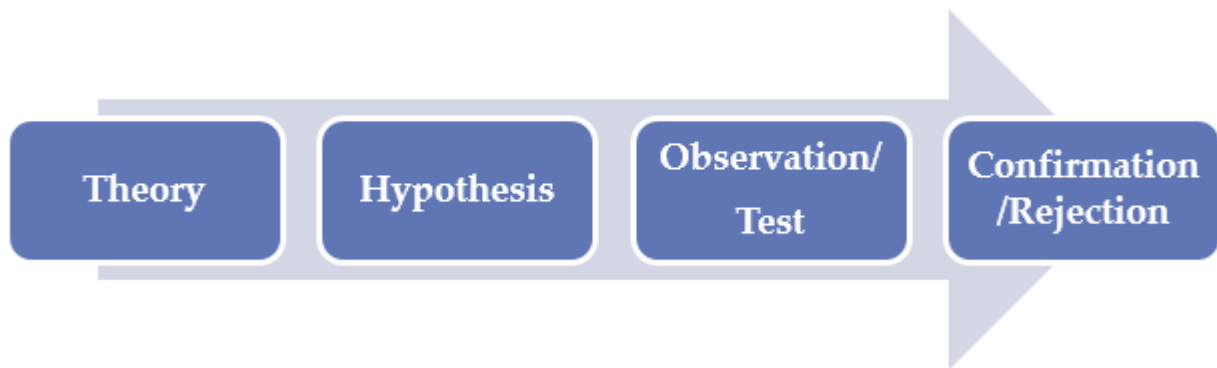 Theory
Hypothesis
Observation/
Test
Confirmation
/Rejection